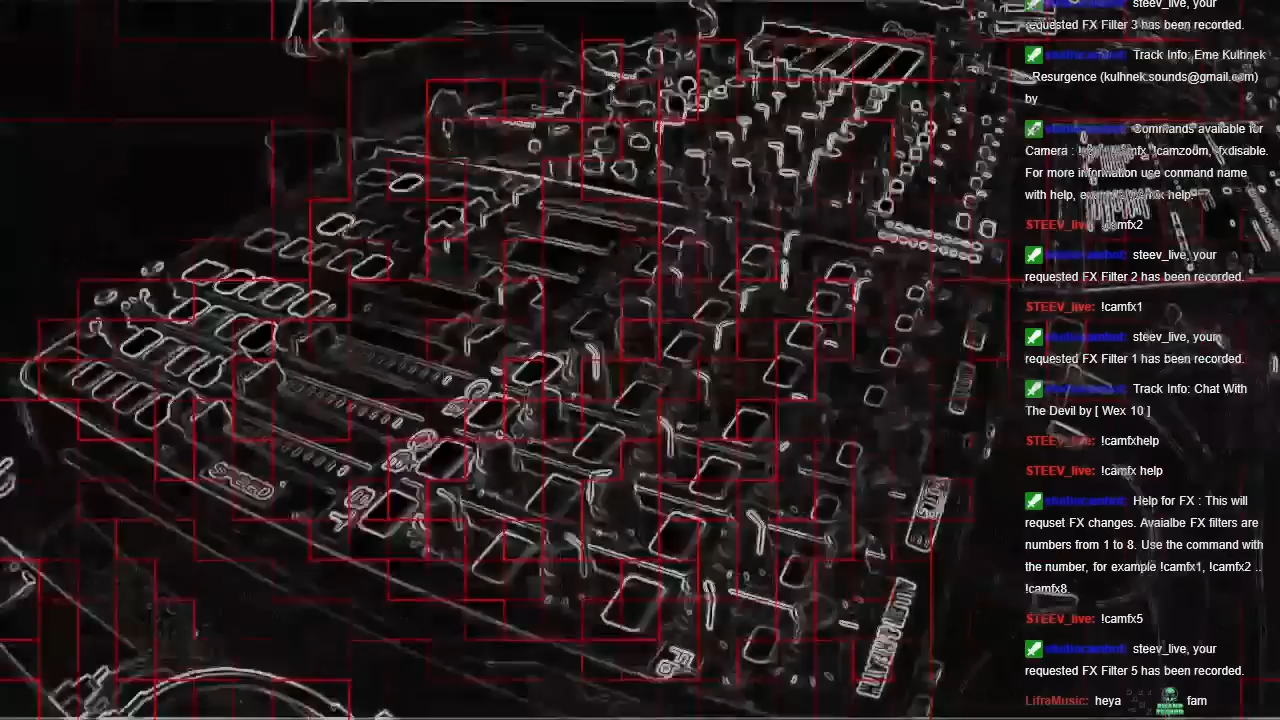 steev_live, your
requested FX Filter 3 has been recorded.
Track Info: Eme Kulhnek
- Resurgence (kulhnek.sounds@gmail.com)
by
Commands available for
Camera : !camfx, !camzoom, !fxdisable.
For more information use command name
with help, help.
STEEV_live: !camfx2
steev_live, your
requested FX Filter 2 has been recorded.
STEEV_live: !camfx1
steev_live, your
requested FX Filter 1 has been recorded.
Track Info: Chat With
The Devil by [ Wex 10 ]
STEEV_live: !camfxhelp
STEEV_live: !camfx help
Help for FX : This will
requset FX changes. Avaialbe FX filters are
numbers from 1 to 8. Use the command with
the number, for example !camfx1, !camfx2 ..
!camfx8.
STEEV_live: !camfx5
steev_live, your
requested FX Filter 5 has been recorded.
LifraMusic: heya fam